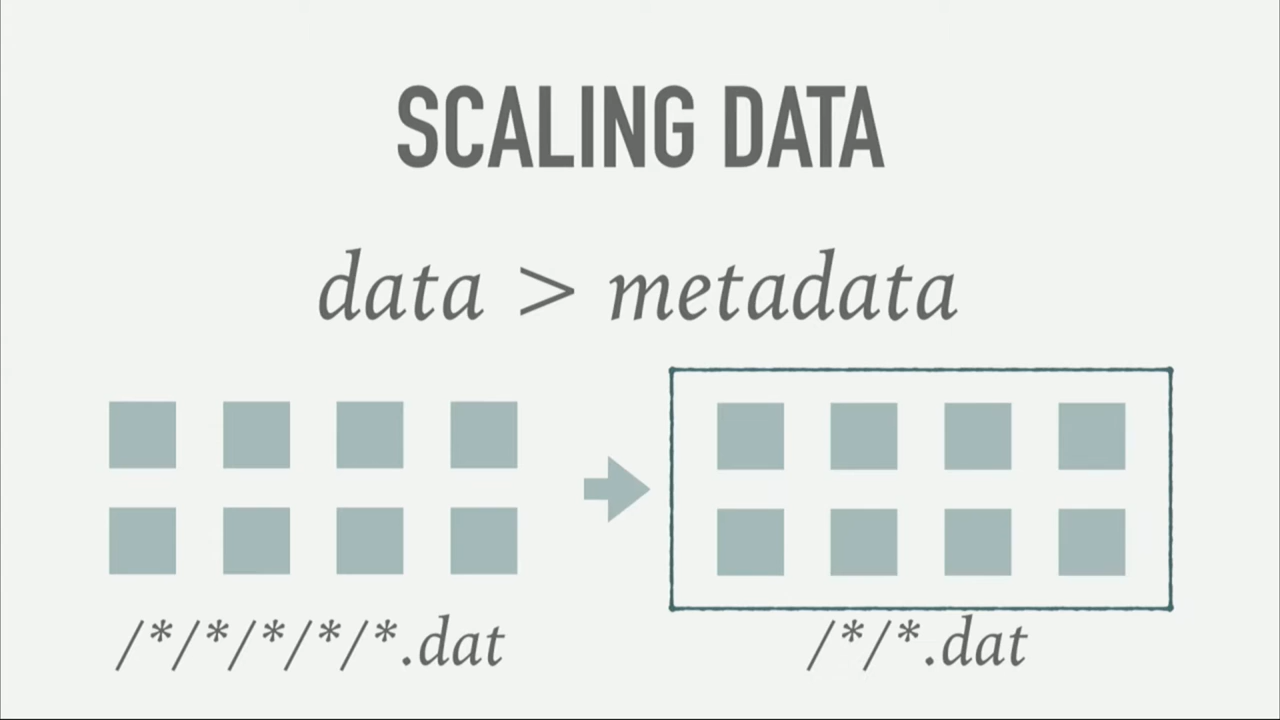 SCALING DATA
data > metadata
/*/*/*/*/*.dat
/*/*.dat